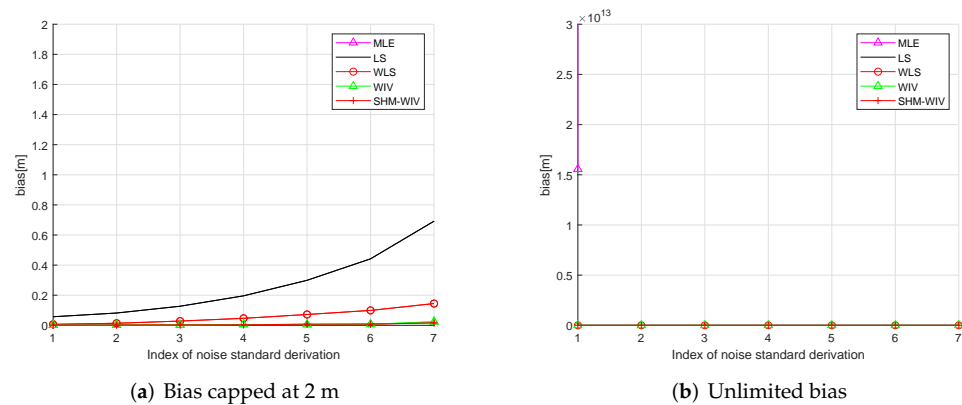 2
1.8
1.6
1.4
1.2
1
0.8
0.6
0.4
0.2
0
bias[m]
1 2 3 4 5 6 7
Index of noise standard derivation
MLE
LS
WLS
WIV
SHM-WIV
(a) Bias capped at 2 m
×10^13
3
2.5
2
1.5
1
0.5
0
bias[m]
1 2 3 4 5 6 7
Index of noise standard derivation
MLE
LS
WLS
WIV
SHM-WIV
(b) Unlimited bias